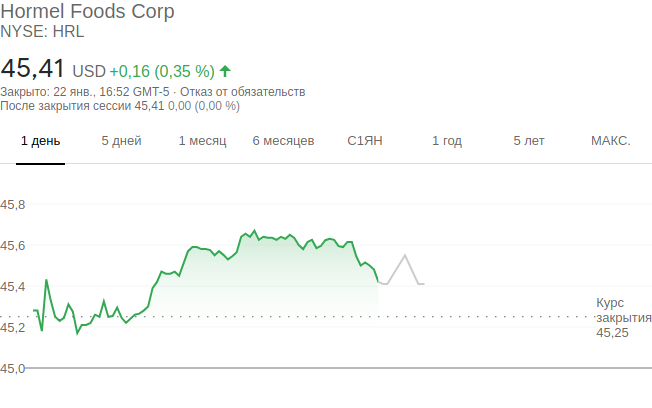 Hormel Foods Corp
NYSE: HRL
45,41 USD +0,16 (0,35 %)
Закрыто: 22 янв., 16:52 GMT-5 · Отказ от обязательств
После закрытия сессии 45,41 0,00 (0,00 %)
1 день 5 дней 1 месяц 6 месяцев С1ЯН 1 год 5 лет МАКС.
45,8
45,6
45,4
45,2
45,0
Курс
закрытия
45,25